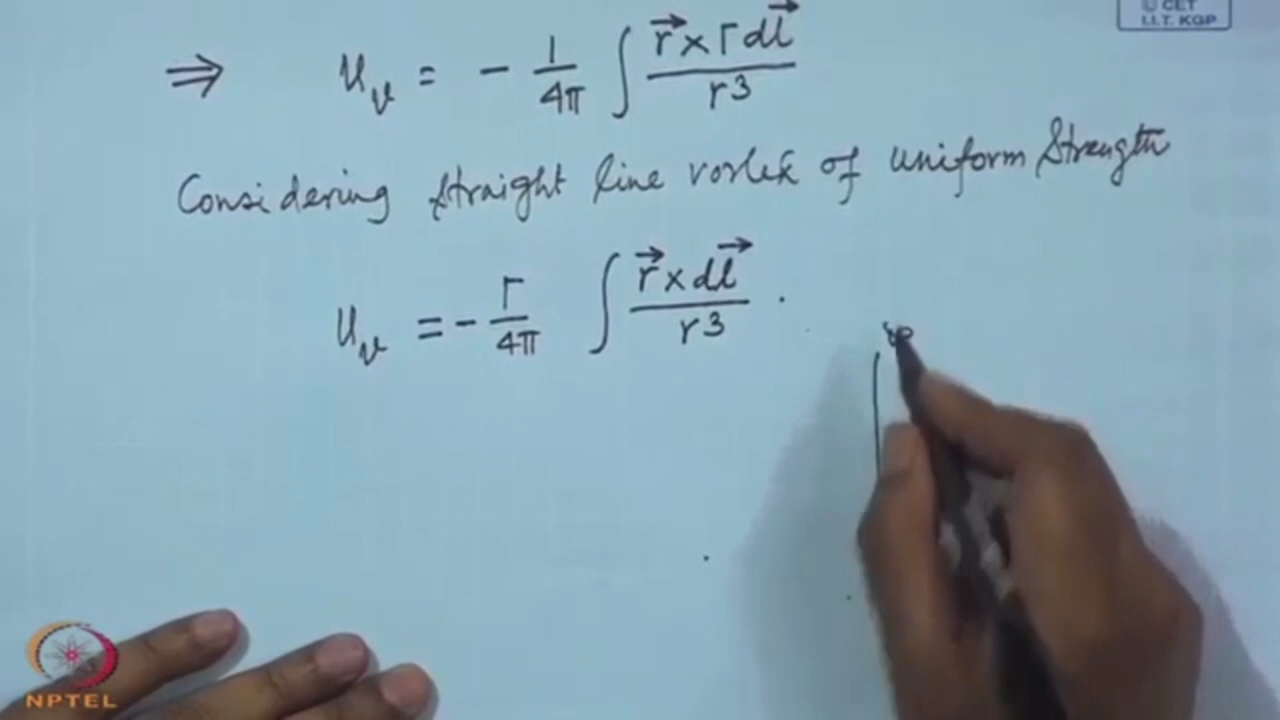 © CET
I.I.T. KGP
⇒ u_v = - 1/4π ∫ r⃗ × Γ dl⃗ / r³
Considering straight line vortex of uniform strength
u_v = - Γ/4π ∫ r⃗ × dl⃗ / r³ .
NPTEL